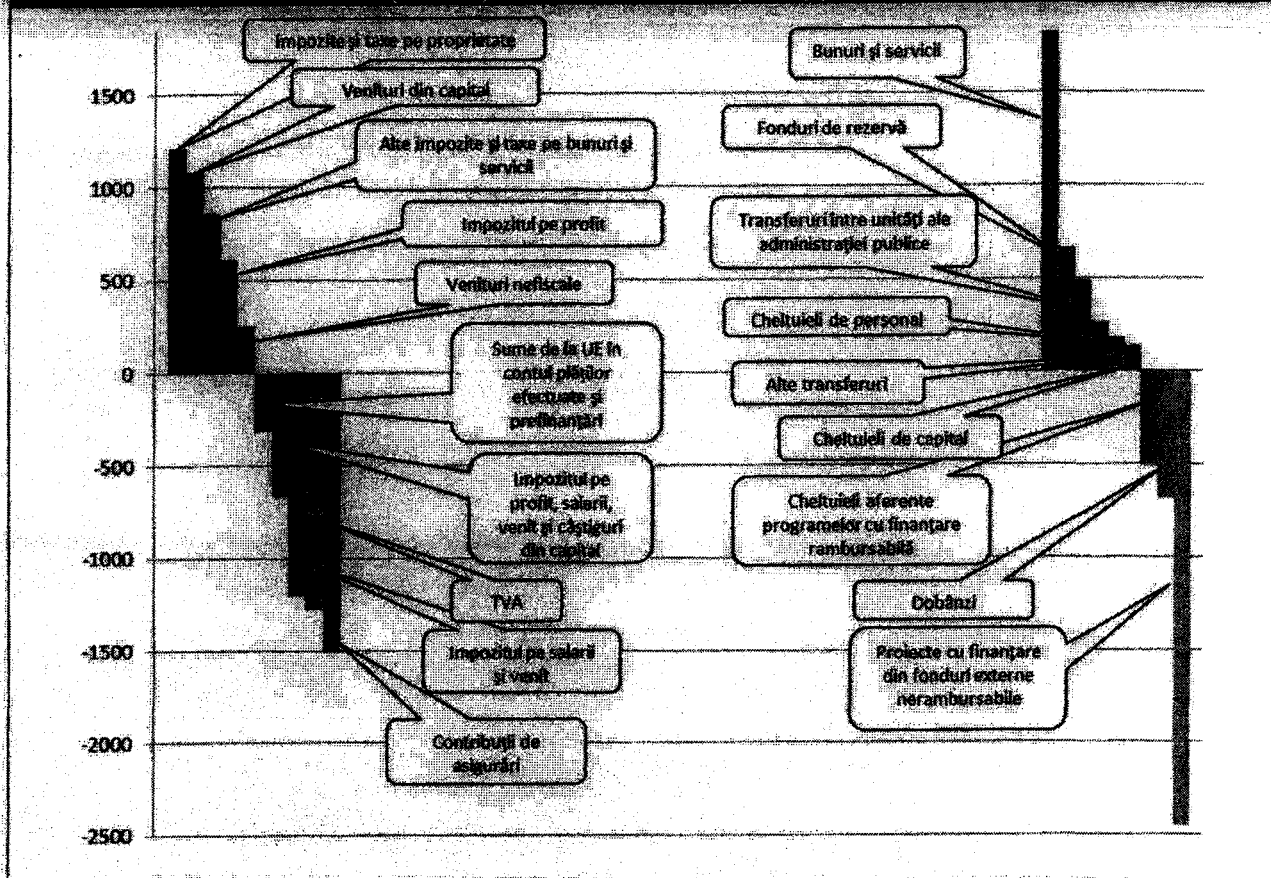 Impozite și taxe pe proprietate
Venituri din capital
Alte impozite și taxe pe bunuri și
servicii
Impozitul pe profit
Venituri nefiscale
Sume de la UE în
contul plăților
efectuate și
prefinanțări
Impozitul pe
profit, salarii,
venit și câștiguri
din capital
TVA
Impozitul pe salarii
și venit
Contribuții de
asigurări
Bunuri și servicii
Fonduri de rezervă
Transferuri între unități ale
administrației publice
Cheltuieli de personal
Alte transferuri
Cheltuieli de capital
Cheltuieli aferente
programelor cu finanțare
rambursabilă
Dobânzi
Proiecte cu finanțare
din fonduri externe
nerambursabile
1500
1000
500
0
-500
-1000
-1500
-2000
-2500